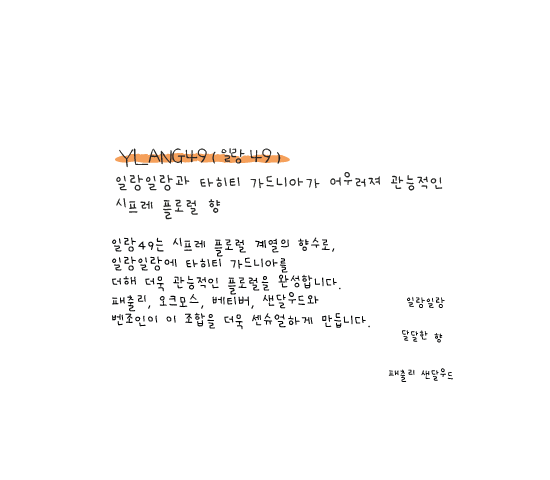 YLANG49 (일랑 49)
일랑일랑과 타히티 가드니아가 어우러져 관능적인
시프레 플로럴 향
일랑49는 시프레 플로럴 계열의 향수로,
일랑일랑에 타히티 가드니아를
더해 더욱 관능적인 플로럴을 완성합니다.
패출리, 오크모스, 베티버, 샌달우드와
벤조인이 이 조합을 더욱 센슈얼하게 만듭니다.
일랑일랑
달달한 향
패출리 샌달우드